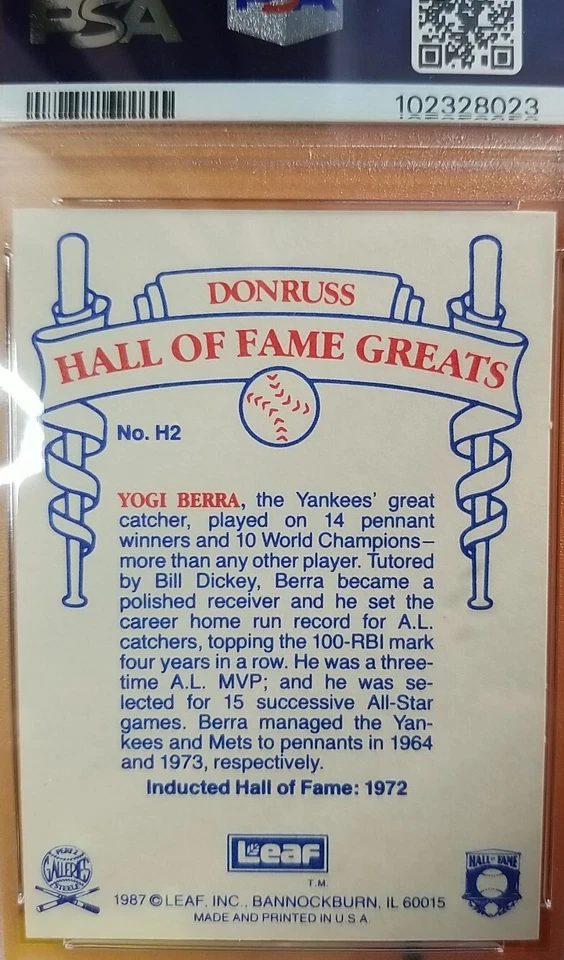 PSA
PSA
102328023
DONRUSS
HALL OF FAME GREATS
No. H2
YOGI BERRA, the Yankees' great
catcher, played on 14 pennant
winners and 10 World Champions—
more than any other player. Tutored
by Bill Dickey, Berra became a
polished receiver and he set the
career home run record for A.L.
catchers, topping the 100-RBI mark
four years in a row. He was a three-
time A.L. MVP; and he was se-
lected for 15 successive All-Star
games. Berra managed the Yan-
kees and Mets to pennants in 1964
and 1973, respectively.
Inducted Hall of Fame: 1972
PEREZ
GALLERIES
STEELE
Leaf
T.M.
HALL OF FAME
1987 © LEAF, INC., BANNOCKBURN, IL 60015
MADE AND PRINTED IN U.S.A.